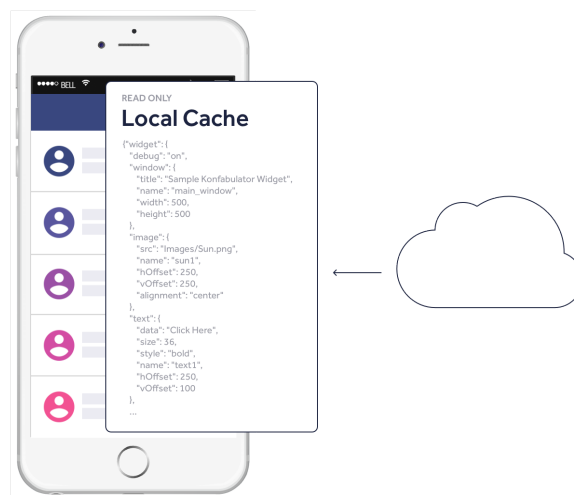 BELL
READ ONLY
Local Cache
{"widget": {
"debug": "on",
"window": {
"title": "Sample Konfabulator Widget",
"name": "main_window",
"width": 500,
"height": 500
},
"image": {
"src": "Images/Sun.png",
"name": "sun1",
"hOffset": 250,
"vOffset": 250,
"alignment": "center"
},
"text": {
"data": "Click Here",
"size": 36,
"style": "bold",
"name": "text1",
"hOffset": 250,
"vOffset": 100
},
...